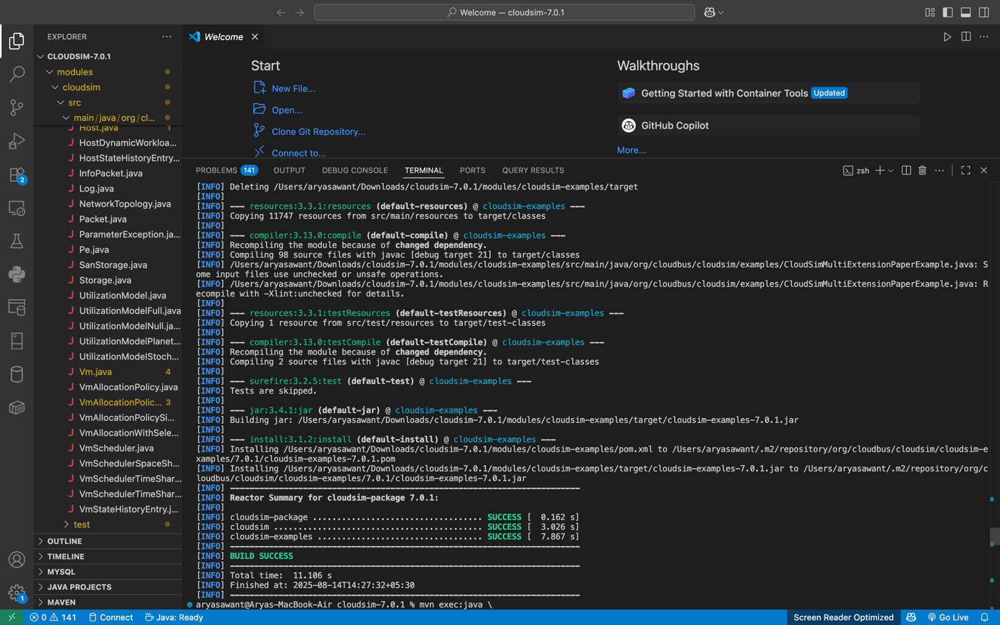 Welcome — cloudsim-7.0.1
EXPLORER
CLOUDSIM-7.0.1
modules
cloudsim
src
main/java/org/cl...
Host.java 1
HostDynamicWorkloa...
HostStateHistoryEntry...
InfoPacket.java
Log.java
NetworkTopology.java
Packet.java
ParameterException.ja...
Pe.java
SanStorage.java
Storage.java
UtilizationModel.java
UtilizationModelFull.java
UtilizationModelNull.ja...
UtilizationModelPlanet...
UtilizationModelStoch...
Vm.java 4
VmAllocationPolicy.java
VmAllocationPolic... 3
VmAllocationPolicySi...
VmAllocationWithSele...
VmScheduler.java
VmSchedulerSpaceSh...
VmSchedulerTimeShar...
VmSchedulerTimeShar...
VmStateHistoryEntry.j...
test
OUTLINE
TIMELINE
MYSQL
JAVA PROJECTS
MAVEN
2
1
Welcome
Start
New File...
Open...
Clone Git Repository...
Connect to...
Walkthroughs
Getting Started with Container Tools Updated
GitHub Copilot
More...
PROBLEMS 141 OUTPUT DEBUG CONSOLE TERMINAL PORTS QUERY RESULTS
zsh
[INFO] Deleting /Users/aryasawant/Downloads/cloudsim-7.0.1/modules/cloudsim-examples/target
[INFO]
[INFO] --- resources:3.3.1:resources (default-resources) @ cloudsim-examples ---
[INFO] Copying 11747 resources from src/main/resources to target/classes
[INFO]
[INFO] --- compiler:3.13.0:compile (default-compile) @ cloudsim-examples ---
[INFO] Recompiling the module because of changed dependency.
[INFO] Compiling 98 source files with javac [debug target 21] to target/classes
[INFO] /Users/aryasawant/Downloads/cloudsim-7.0.1/modules/cloudsim-examples/src/main/java/org/cloudbus/cloudsim/examples/CloudSimMultiExtensionPaperExample.java: S
ome input files use unchecked or unsafe operations.
[INFO] /Users/aryasawant/Downloads/cloudsim-7.0.1/modules/cloudsim-examples/src/main/java/org/cloudbus/cloudsim/examples/CloudSimMultiExtensionPaperExample.java: R
ecompile with -Xlint:unchecked for details.
[INFO]
[INFO] --- resources:3.3.1:testResources (default-testResources) @ cloudsim-examples ---
[INFO] Copying 1 resource from src/test/resources to target/test-classes
[INFO]
[INFO] --- compiler:3.13.0:testCompile (default-testCompile) @ cloudsim-examples ---
[INFO] Recompiling the module because of changed dependency.
[INFO] Compiling 2 source files with javac [debug target 21] to target/test-classes
[INFO]
[INFO] --- surefire:3.2.5:test (default-test) @ cloudsim-examples ---
[INFO] Tests are skipped.
[INFO]
[INFO] --- jar:3.4.1:jar (default-jar) @ cloudsim-examples ---
[INFO] Building jar: /Users/aryasawant/Downloads/cloudsim-7.0.1/modules/cloudsim-examples/target/cloudsim-examples-7.0.1.jar
[INFO]
[INFO] --- install:3.1.2:install (default-install) @ cloudsim-examples ---
[INFO] Installing /Users/aryasawant/Downloads/cloudsim-7.0.1/modules/cloudsim-examples/pom.xml to /Users/aryasawant/.m2/repository/org/cloudbus/cloudsim/cloudsim-e
xamples/7.0.1/cloudsim-examples-7.0.1.pom
[INFO] Installing /Users/aryasawant/Downloads/cloudsim-7.0.1/modules/cloudsim-examples/target/cloudsim-examples-7.0.1.jar to /Users/aryasawant/.m2/repository/org/c
loudbus/cloudsim/cloudsim-examples/7.0.1/cloudsim-examples-7.0.1.jar
[INFO] ------------------------------------------------------------------------
[INFO] Reactor Summary for cloudsim-package 7.0.1:
[INFO]
[INFO] cloudsim-package ................................... SUCCESS [  0.162 s]
[INFO] cloudsim ........................................... SUCCESS [  3.026 s]
[INFO] cloudsim-examples .................................. SUCCESS [  7.867 s]
[INFO] ------------------------------------------------------------------------
[INFO] BUILD SUCCESS
[INFO] ------------------------------------------------------------------------
[INFO] Total time:  11.106 s
[INFO] Finished at: 2025-08-14T14:27:32+05:30
[INFO] ------------------------------------------------------------------------
aryasawant@Aryas-MacBook-Air cloudsim-7.0.1 % mvn exec:java \
0 141 Connect Java: Ready Screen Reader Optimized Go Live